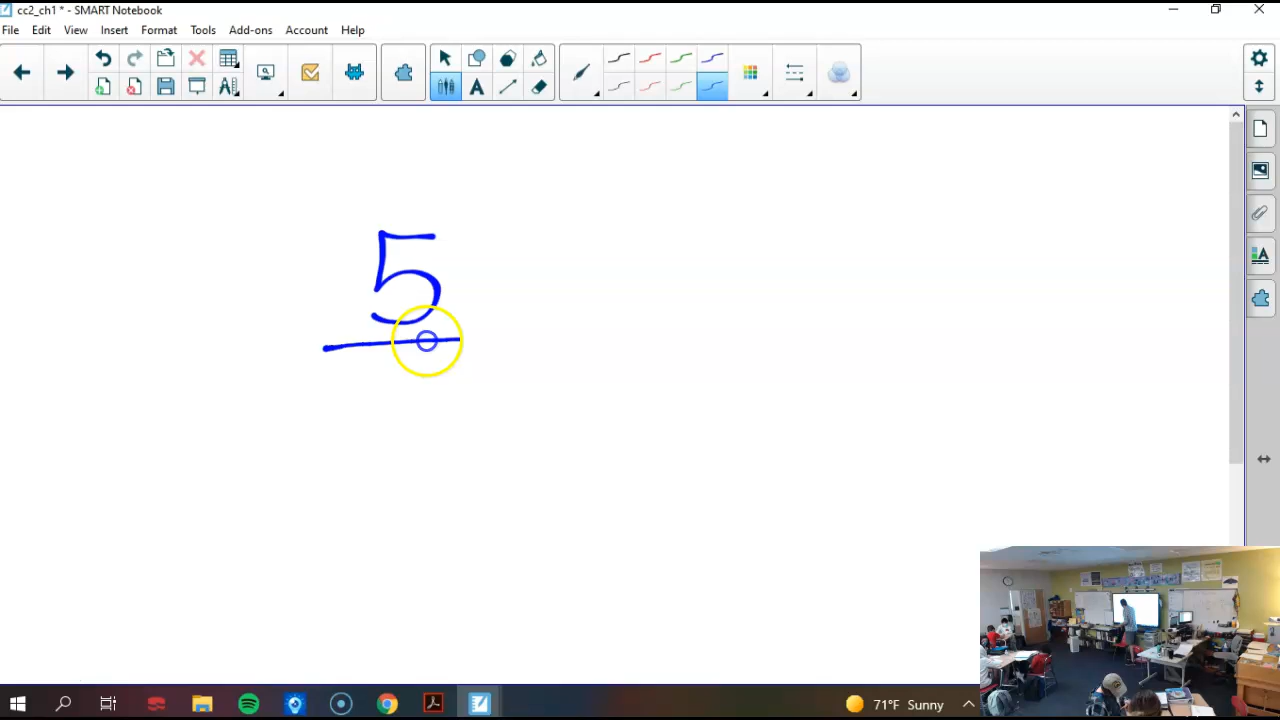 cc2_ch1 * - SMART Notebook
File Edit View Insert Format Tools Add-ons Account Help
5
71°F Sunny